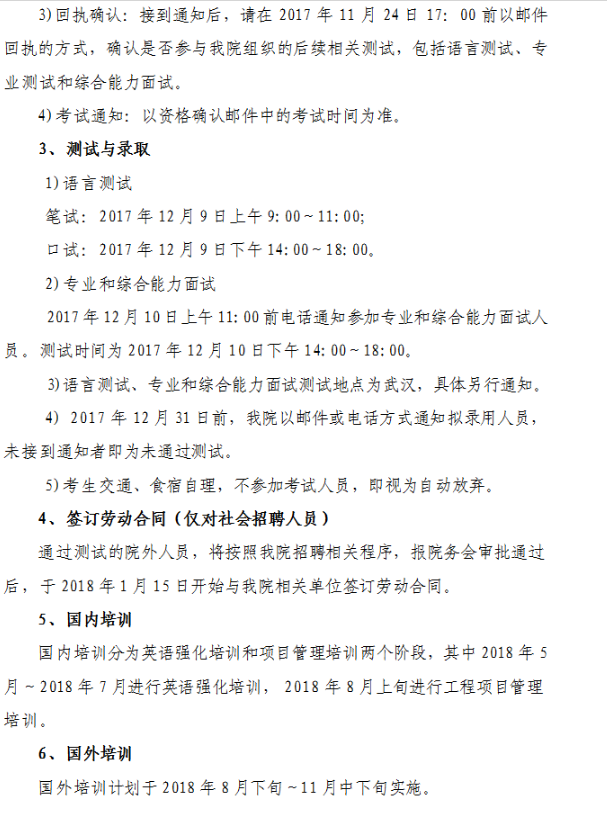 3)回执确认：接到通知后，请在 2017 年 11 月 24 日 17：00 前以邮件
回执的方式，确认是否参与我院组织的后续相关测试，包括语言测试、专
业测试和综合能力面试。
4)考试通知：以资格确认邮件中的考试时间为准。
3、测试与录取
1)语言测试
笔试：2017 年 12 月 9 日上午 9:00～11:00;
口试：2017 年 12 月 9 日下午 14:00～18:00。
2)专业和综合能力面试
2017 年 12 月 10 日上午 11:00 前电话通知参加专业和综合能力面试人
员。测试时间为 2017 年 12 月 10 日下午 14:00～18:00。
3)语言测试、专业和综合能力面试测试地点为武汉，具体另行通知。
4) 2017 年 12 月 31 日前，我院以邮件或电话方式通知拟录用人员，
未接到通知者即为未通过测试。
5)考生交通、食宿自理，不参加考试人员，即视为自动放弃。
4、签订劳动合同（仅对社会招聘人员）
通过测试的院外人员，将按照我院招聘相关程序，报院务会审批通过
后，于 2018 年 1 月 15 日开始与我院相关单位签订劳动合同。
5、国内培训
国内培训分为英语强化培训和项目管理培训两个阶段，其中 2018 年 5
月～2018 年 7 月进行英语强化培训， 2018 年 8 月上旬进行工程项目管理
培训。
6、国外培训
国外培训计划于 2018 年 8 月下旬～11 月中下旬实施。